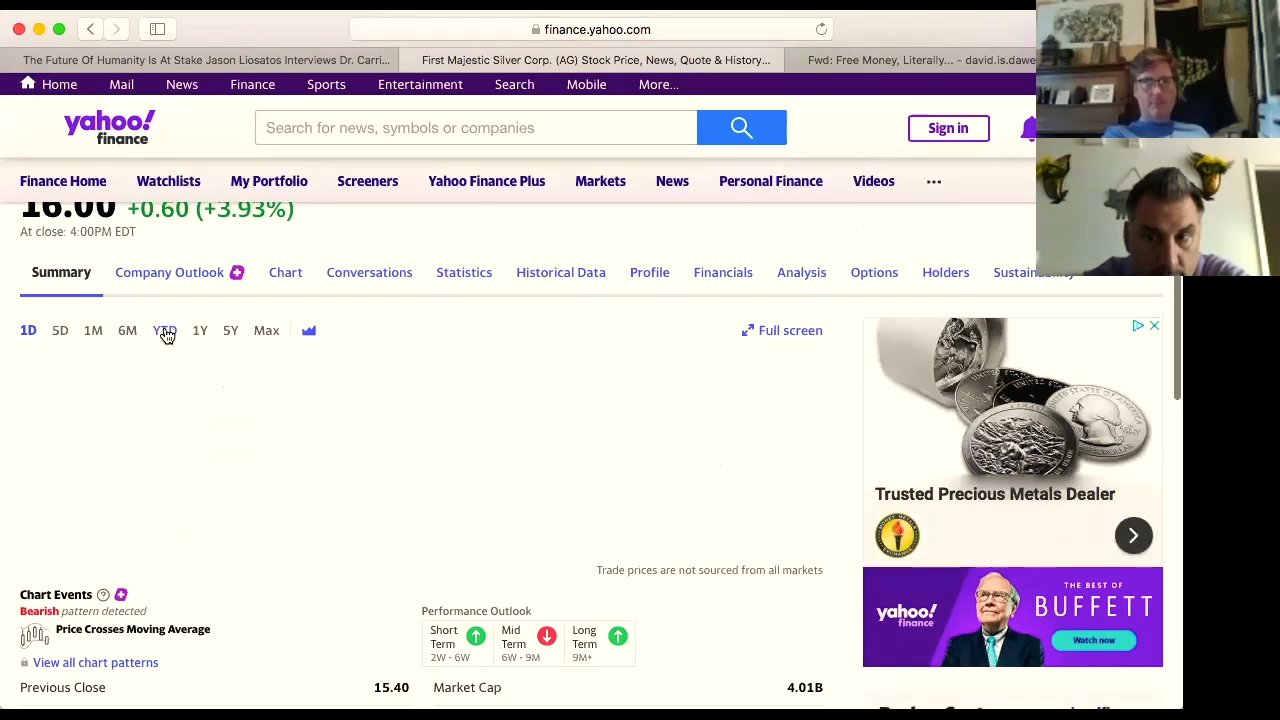 finance.yahoo.com
The Future Of Humanity Is At Stake Jason Liosatos Interviews Dr. Carri...
First Majestic Silver Corp. (AG) Stock Price, News, Quote & History...
Fwd: Free Money, Literally... - david.is.dawe
Home Mail News Finance Sports Entertainment Search Mobile More...
yahoo!
finance
Search for news, symbols or companies
Sign in
Finance Home Watchlists My Portfolio Screeners Yahoo Finance Plus Markets News Personal Finance Videos ...
16.00 +0.60 (+3.93%)
At close: 4:00PM EDT
Summary Company Outlook Chart Conversations Statistics Historical Data Profile Financials Analysis Options Holders
1D 5D 1M 6M YTD 1Y 5Y Max
Full screen
Trusted Precious Metals Dealer
Trade prices are not sourced from all markets
Chart Events
Bearish pattern detected
Price Crosses Moving Average
View all chart patterns
Performance Outlook
Short
Term
2W - 6W
Mid
Term
6W - 9M
Long
Term
9M+
yahoo!
finance
THE BEST OF
BUFFETT
Watch now
Previous Close 15.40
Market Cap 4.01B